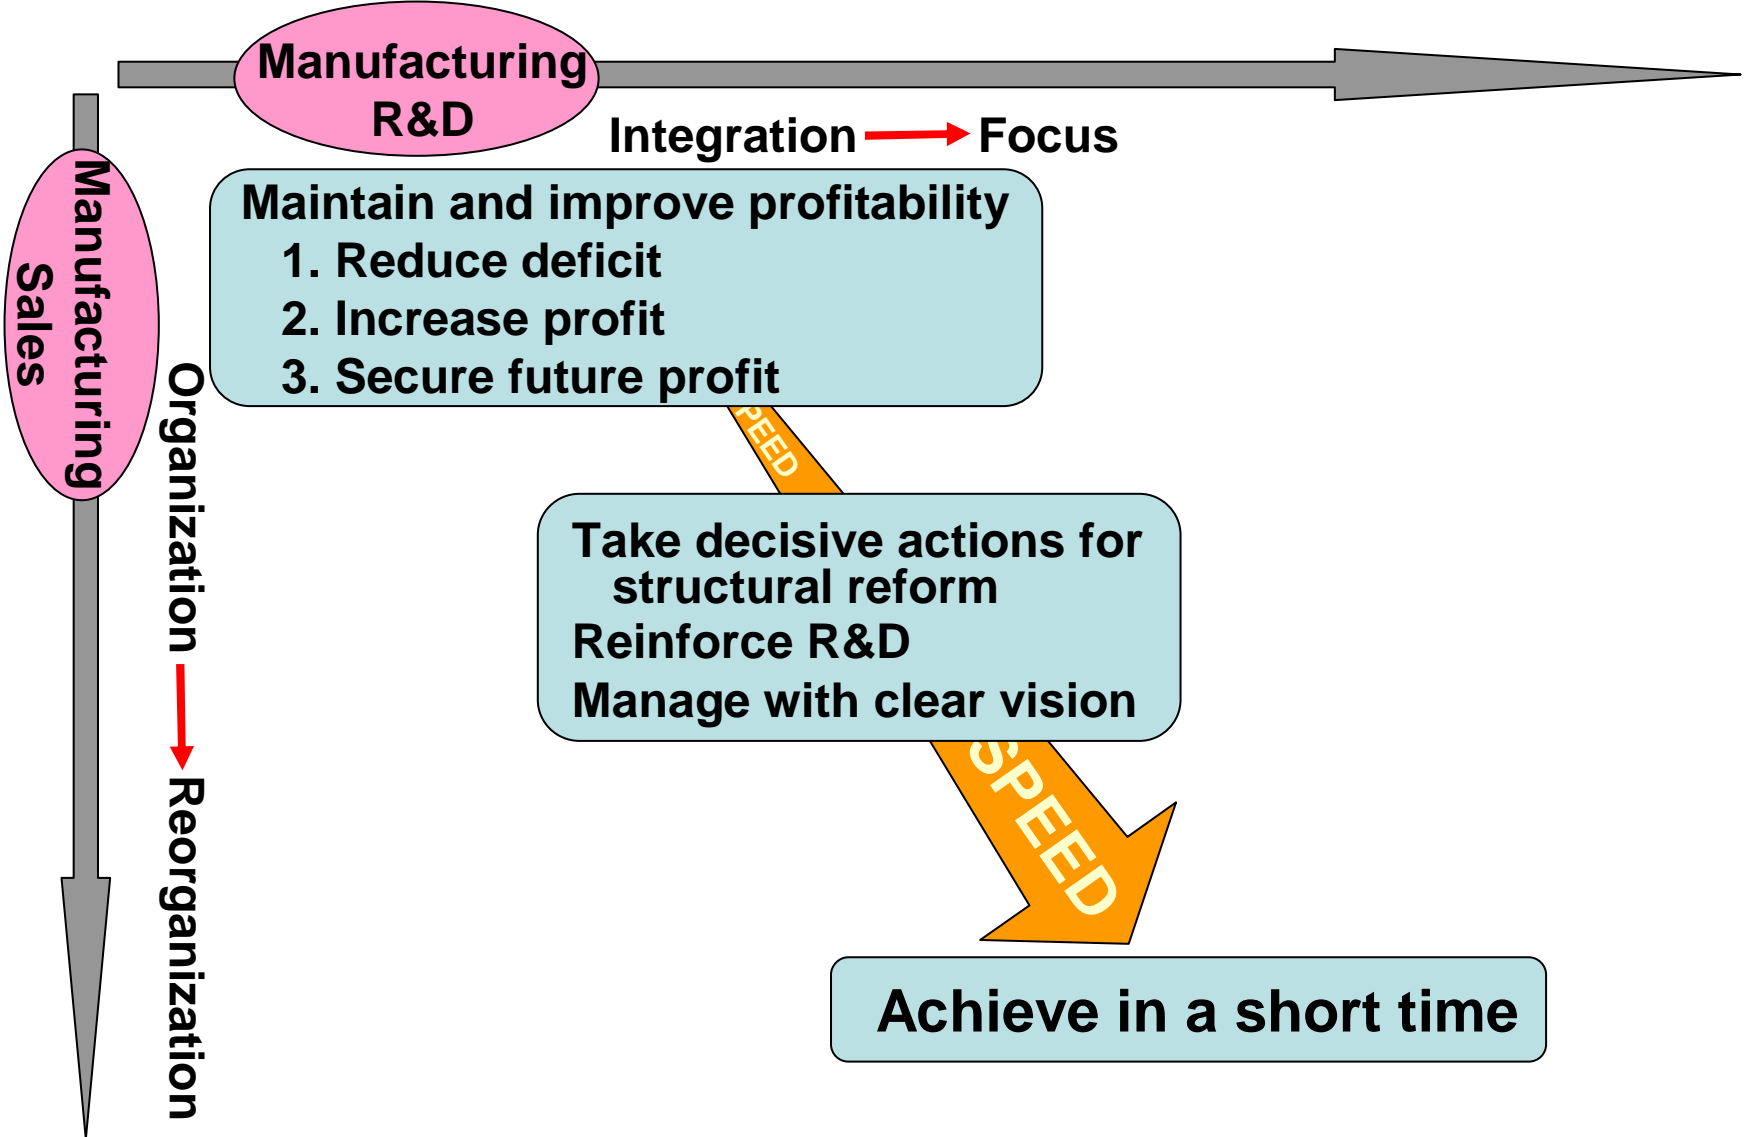 Manufacturing
R&D
Integration
Focus
Manufacturing
Sales
Organization
Reorganization
Maintain and improve profitability
1. Reduce deficit
2. Increase profit
3. Secure future profit
PEED
Take decisive actions for
structural reform
Reinforce R&D
Manage with clear vision
SPEED
Achieve in a short time